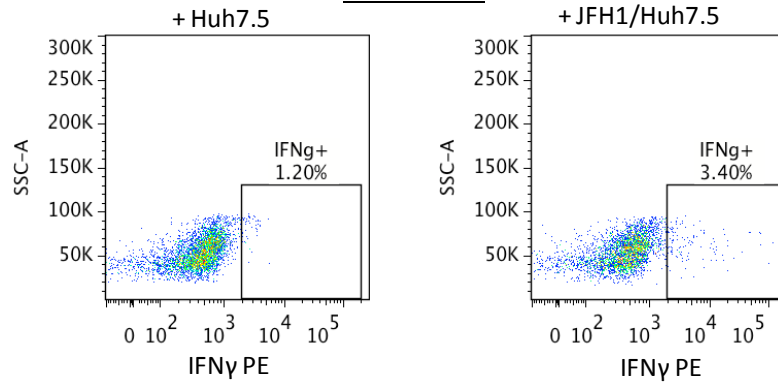 + Huh7.5
300K
250K
200K
150K
100K
50K
SSC-A
IFNg+
1.20%
0 10² 10³ 10⁴ 10⁵
IFNγ PE
+ JFH1/Huh7.5
300K
250K
200K
150K
100K
50K
SSC-A
IFNg+
3.40%
0 10² 10³ 10⁴ 10⁵
IFNγ PE